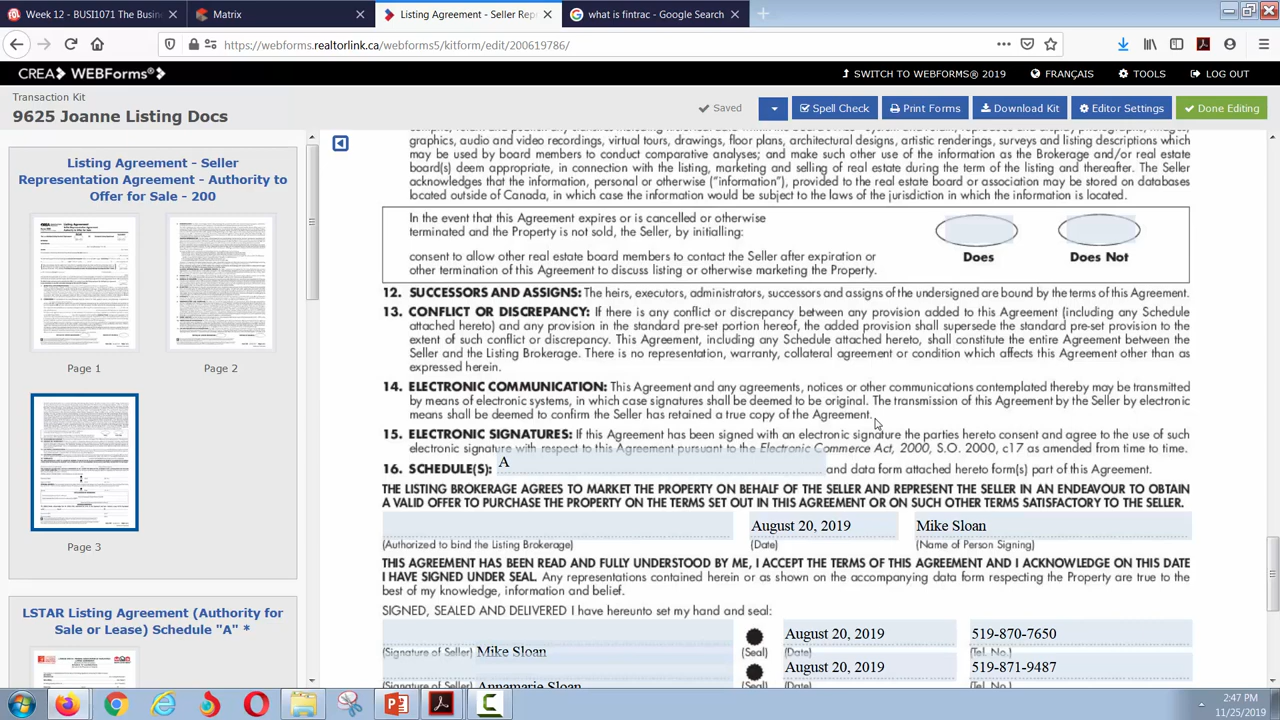 Week 12 - BUSI1071 The Busine
Matrix
Listing Agreement - Seller Repr
what is fintrac - Google Search
https://webforms.realtorlink.ca/webforms5/kitform/edit/200619786/
CREA WEBForms®
SWITCH TO WEBFORMS® 2019
FRANÇAIS
TOOLS
LOG OUT
Transaction Kit
9625 Joanne Listing Docs
Saved
Spell Check
Print Forms
Download Kit
Editor Settings
Done Editing
Listing Agreement - Seller
Representation Agreement - Authority to
Offer for Sale - 200
Page 1
Page 2
Page 3
LSTAR Listing Agreement (Authority for
Sale or Lease) Schedule "A" *
graphics, audio and video recordings, virtual tours, drawings, floor plans, architectural designs, artistic renderings, surveys and listing descriptions which
may be used by board members to conduct comparative analyses; and make such other use of the information as the Brokerage and/or real estate
board(s) deem appropriate, in connection with the listing, marketing and selling of real estate during the term of the listing and thereafter. The Seller
acknowledges that the information, personal or otherwise ("information"), provided to the real estate board or association may be stored on databases
located outside of Canada, in which case the information would be subject to the laws of the jurisdiction in which the information is located.
In the event that this Agreement expires or is cancelled or otherwise
terminated and the Property is not sold, the Seller, by initialling:
Does
Does Not
consent to allow other real estate board members to contact the Seller after expiration or
other termination of this Agreement to discuss listing or otherwise marketing the Property.
12. SUCCESSORS AND ASSIGNS: The heirs, executors, administrators, successors and assigns of the undersigned are bound by the terms of this Agreement.
13. CONFLICT OR DISCREPANCY: If there is any conflict or discrepancy between any provision added to this Agreement (including any Schedule
attached hereto) and any provision in the standard pre-set portion hereof, the added provision shall supersede the standard pre-set provision to the
extent of such conflict or discrepancy. This Agreement, including any Schedule attached hereto, shall constitute the entire Agreement between the
Seller and the Listing Brokerage. There is no representation, warranty, collateral agreement or condition which affects this Agreement other than as
expressed herein.
14. ELECTRONIC COMMUNICATION: This Agreement and any agreements, notices or other communications contemplated thereby may be transmitted
by means of electronic systems, in which case signatures shall be deemed to be original. The transmission of this Agreement by the Seller by electronic
means shall be deemed to confirm the Seller has retained a true copy of the Agreement.
15. ELECTRONIC SIGNATURES: If this Agreement has been signed with an electronic signature the parties hereto consent and agree to the use of such
electronic signature with respect to this Agreement pursuant to the Electronic Commerce Act, 2000, S.O. 2000, c17 as amended from time to time.
16. SCHEDULE(S): A and data form attached hereto form(s) part of this Agreement.
THE LISTING BROKERAGE AGREES TO MARKET THE PROPERTY ON BEHALF OF THE SELLER AND REPRESENT THE SELLER IN AN ENDEAVOUR TO OBTAIN
A VALID OFFER TO PURCHASE THE PROPERTY ON THE TERMS SET OUT IN THIS AGREEMENT OR ON SUCH OTHER TERMS SATISFACTORY TO THE SELLER.
August 20, 2019 Mike Sloan
(Authorized to bind the Listing Brokerage) (Date) (Name of Person Signing)
THIS AGREEMENT HAS BEEN READ AND FULLY UNDERSTOOD BY ME, I ACCEPT THE TERMS OF THIS AGREEMENT AND I ACKNOWLEDGE ON THIS DATE
I HAVE SIGNED UNDER SEAL. Any representations contained herein or as shown on the accompanying data form respecting the Property are true to the
best of my knowledge, information and belief.
SIGNED, SEALED AND DELIVERED I have hereunto set my hand and seal:
August 20, 2019 519-870-7650
(Signature of Seller) Mike Sloan (Seal) (Date) (Tel. No.)
August 20, 2019 519-871-9487
(Signature of Seller) Annamarie Sloan (Seal) (Date) (Tel. No.)
2:47 PM
11/25/2019